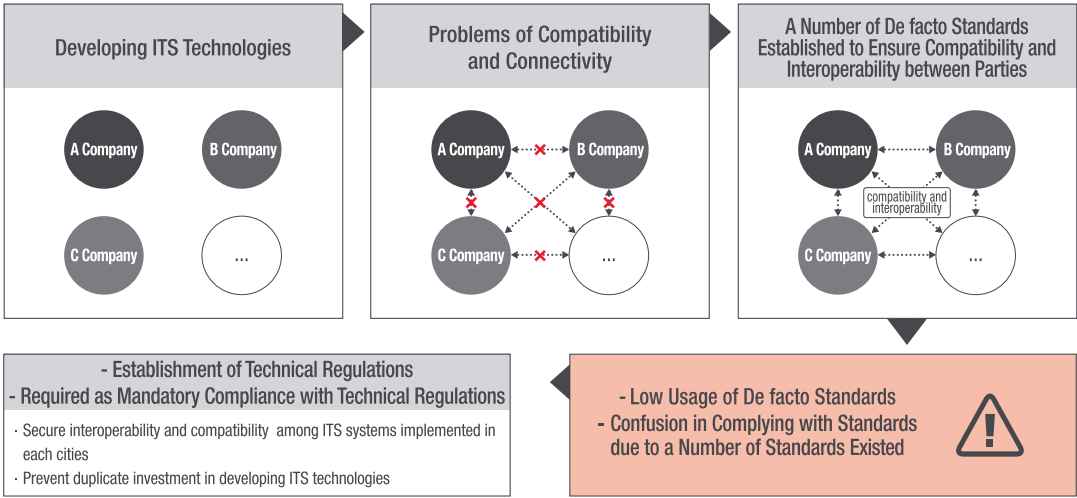 Developing ITS Technologies
A Company
B Company
C Company
...
Problems of Compatibility
and Connectivity
A Company
B Company
C Company
...
A Number of De facto Standards
Established to Ensure Compatibility and
Interoperability between Parties
A Company
B Company
compatibility and
interoperability
C Company
...
- Low Usage of De facto Standards
- Confusion in Complying with Standards
due to a Number of Standards Existed
- Establishment of Technical Regulations
- Required as Mandatory Compliance with Technical Regulations
· Secure interoperability and compatibility among ITS systems implemented in
each cities
· Prevent duplicate investment in developing ITS technologies